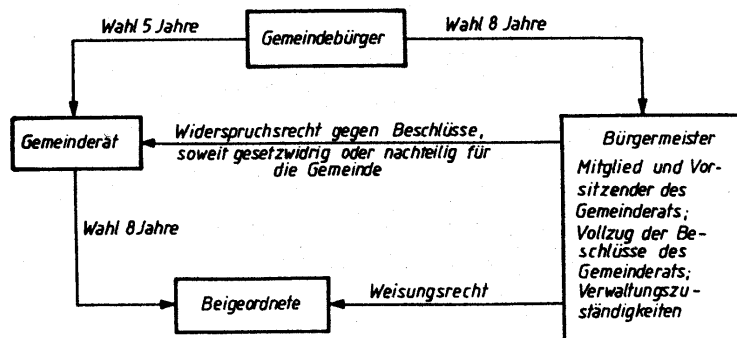 Wahl 5 Jahre
Gemeindebürger
Wahl 8 Jahre
Gemeinderat
Widerspruchsrecht gegen Beschlüsse,
soweit gesetzwidrig oder nachteilig für
die Gemeinde
Bürgermeister
Mitglied und Vor-
sitzender des
Gemeinderats;
Vollzug der Be-
schlüsse des
Gemeinderats;
Verwaltungszu-
ständigkeiten
Wahl 8 Jahre
Beigeordnete
Weisungsrecht